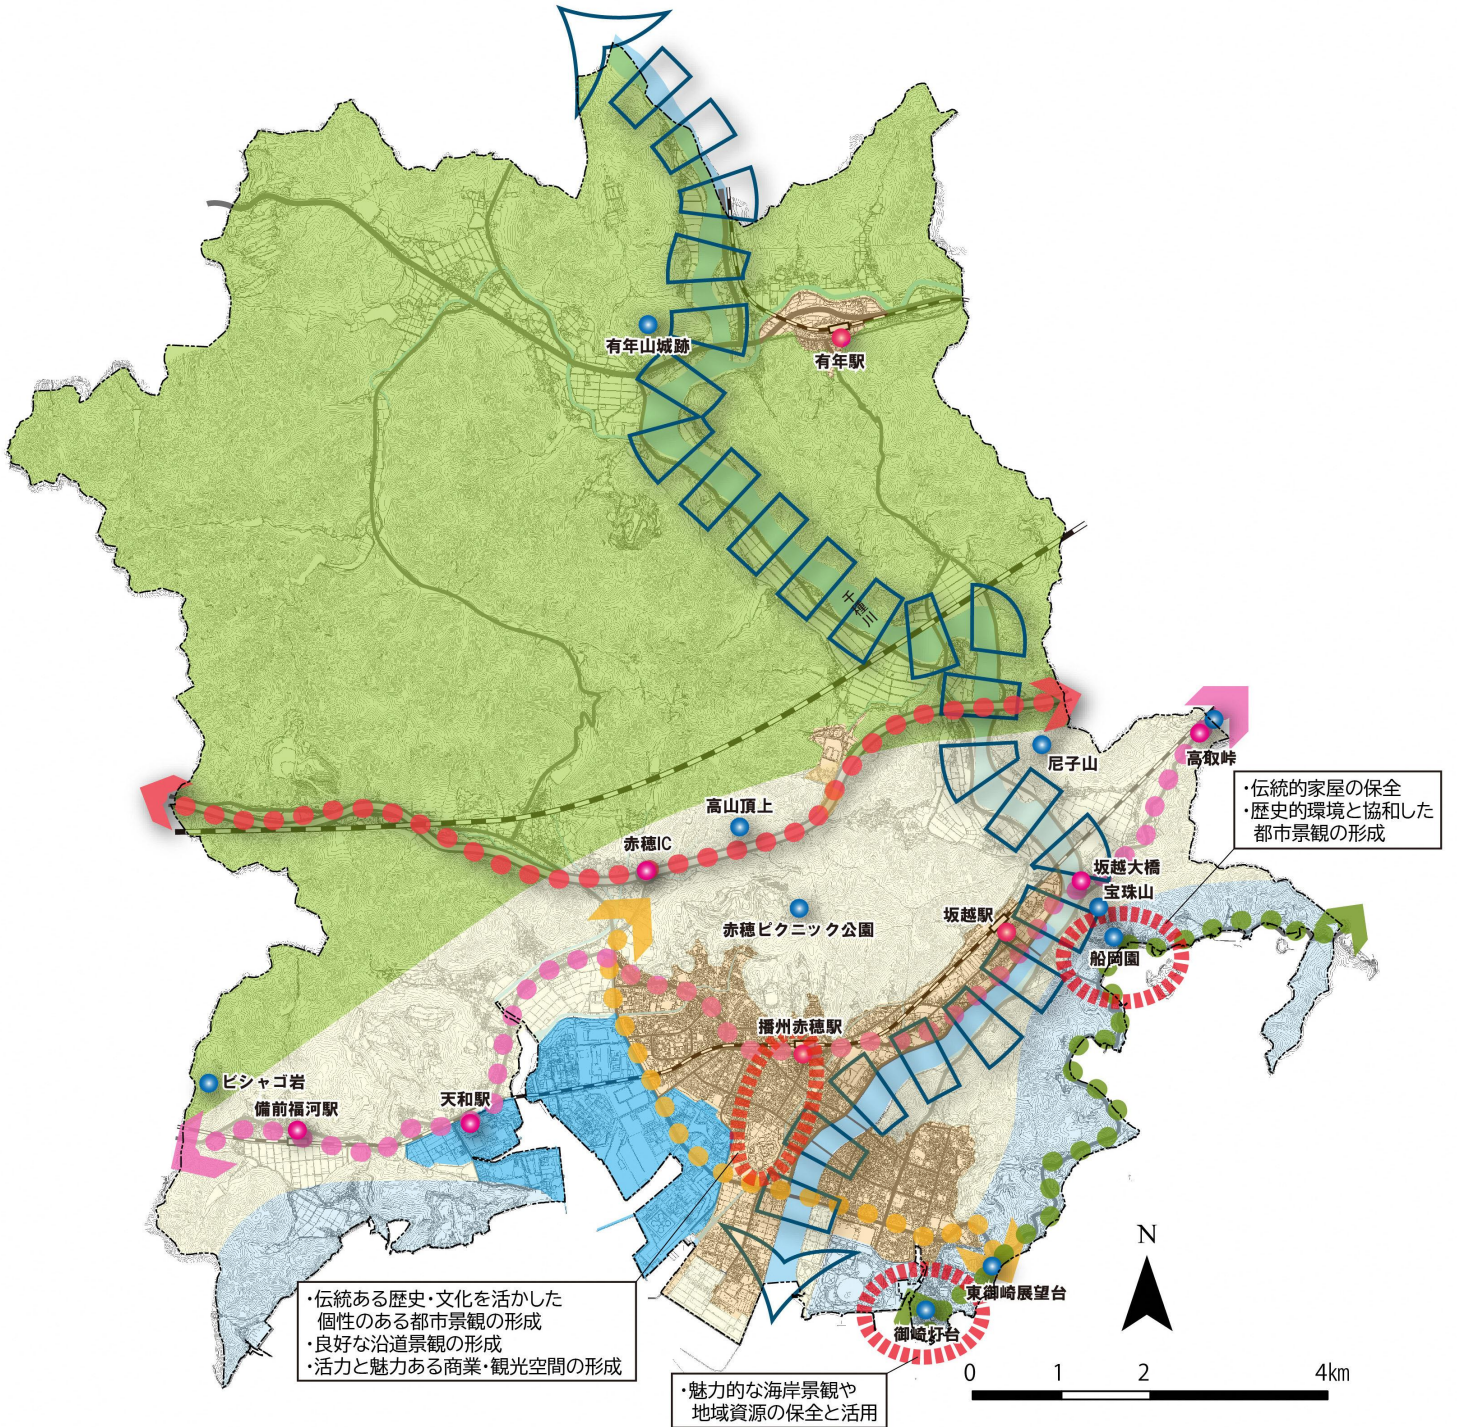 有年山城跡
有年駅
千種川
尼子山
高取峠
・伝統的家屋の保全
・歴史的環境と協和した
都市景観の形成
高山頂上
赤穂IC
坂越大橋
宝珠山
坂越駅
赤穂ピクニック公園
船岡園
播州赤穂駅
ビシャゴ岩
備前福河駅
天和駅
N
東御崎展望台
御崎灯台
・伝統ある歴史・文化を活かした
個性のある都市景観の形成
・良好な沿道景観の形成
・活力と魅力ある商業・観光空間の形成
・魅力的な海岸景観や
地域資源の保全と活用
0 1 2 4km